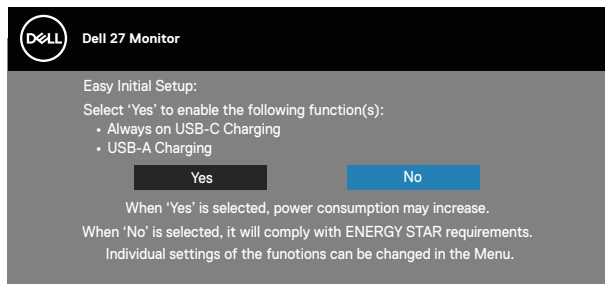 DELL
Dell 27 Monitor
Easy Initial Setup:
Select ‘Yes’ to enable the following function(s):
• Always on USB-C Charging
• USB-A Charging
Yes No
When ‘Yes’ is selected, power consumption may increase.
When ‘No’ is selected, it will comply with ENERGY STAR requirements.
Individual settings of the funotions can be changed in the Menu.